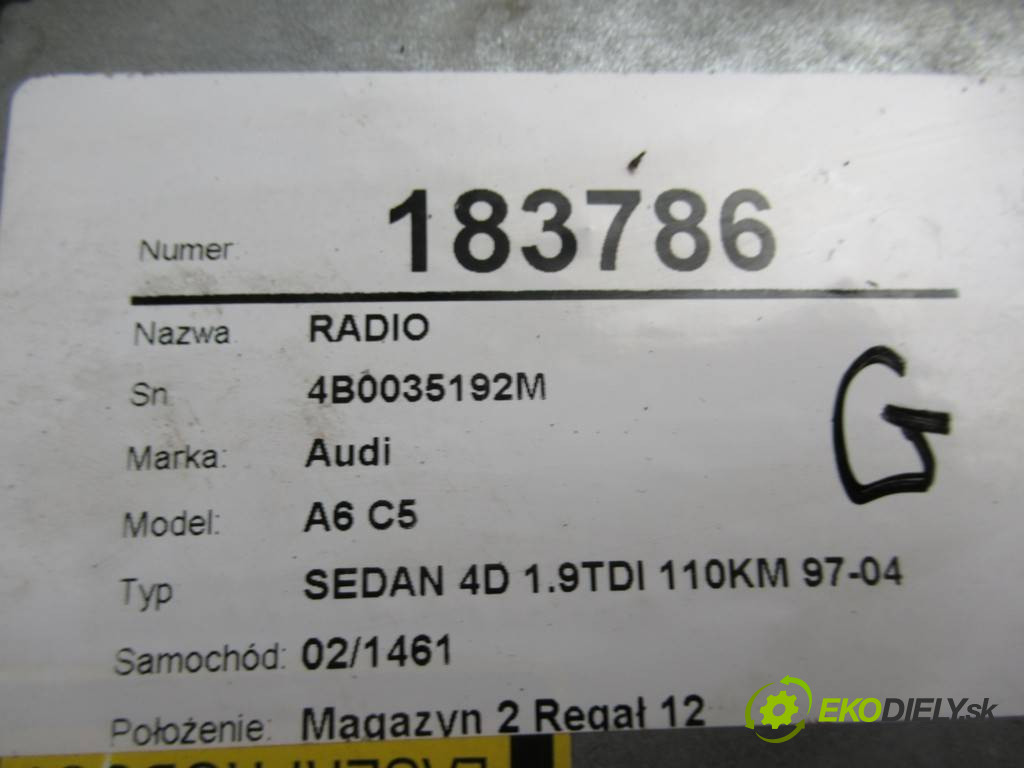 Numer 183786
Nazwa RADIO
Sn 4B0035192M
Marka: Audi
Model: A6 C5
Typ SEDAN 4D 1.9TDI 110KM 97-04
G
Samochód: 02/1461
Położenie: Magazyn 2 Regał 12
EKODIELY.sk